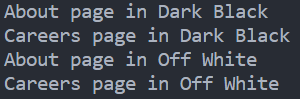 About page in Dark Black
Careers page in Dark Black
About page in Off White
Careers page in Off White